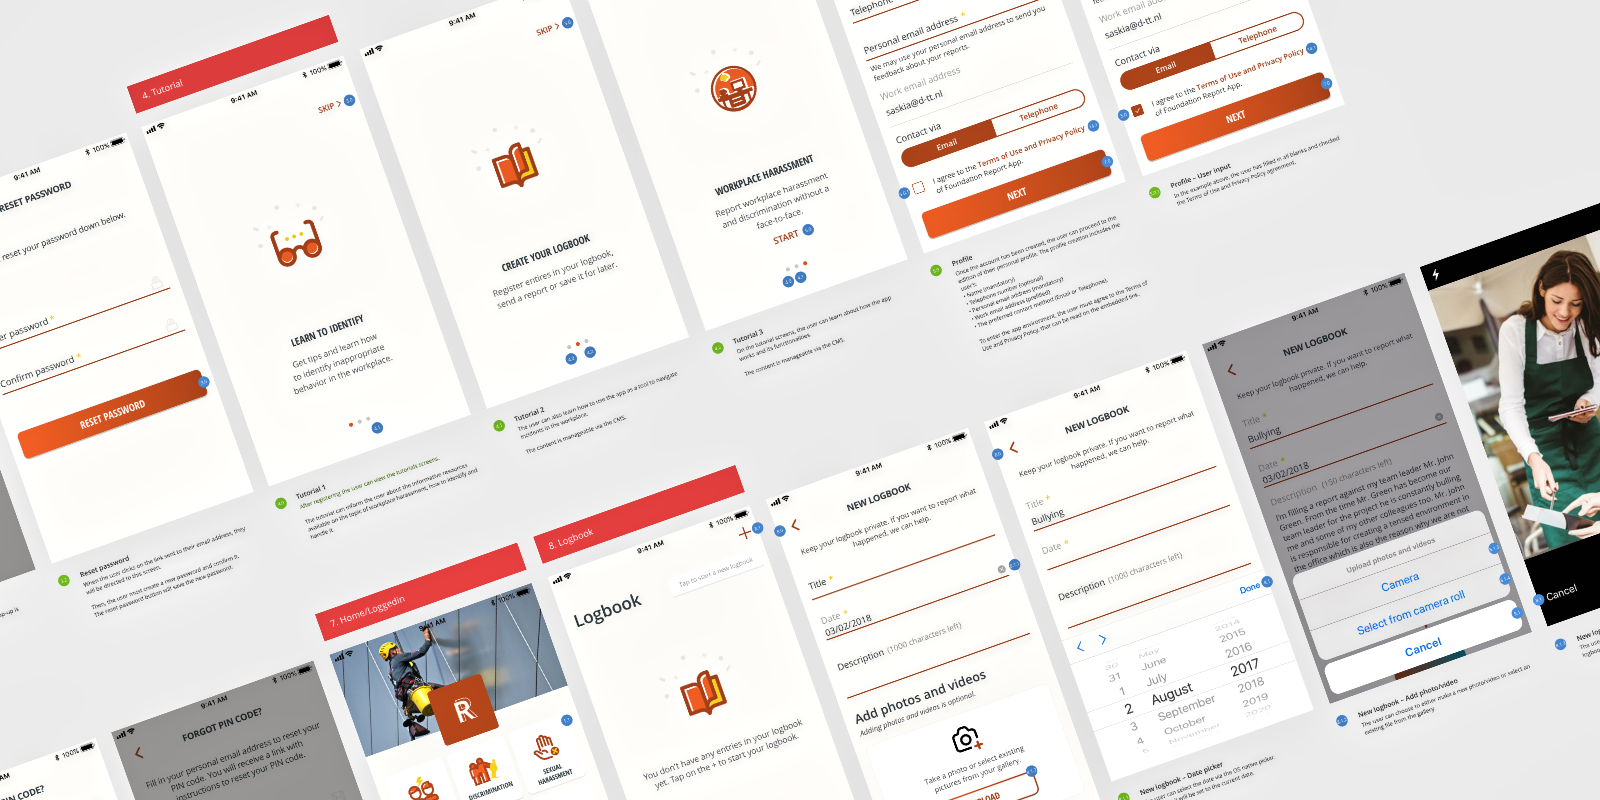 4. Tutorial
9:41 AM
RESET PASSWORD
reset your password down below.
er password *
Confirm password *
RESET PASSWORD
Reset password
When the user clicks on the link sent to their email address, they
will be directed to this screen.
Then, the user must create a new password and confirm it.
The reset password button will save the new password.
9:41 AM
100%
SKIP >
LEARN TO IDENTIFY
Get tips and learn how
to identify inappropriate
behavior in the workplace.
Tutorial 1
After registering the user can view the tutorials screens.
The tutorial can inform the user about the informative resources
available on the topic of workplace harassment, how to identify and
handle it.
9:41 AM
SKIP >
CREATE YOUR LOGBOOK
Register entires in your logbook,
send a report or save it for later.
Tutorial 2
The user can also learn how to use the app as a tool to navigate
incidents in the workplace.
The content is manageable via the CMS.
WORKPLACE HARASSMENT
Report workplace harassment
and discrimination without a
face-to-face.
START
Tutorial 3
On the tutorial screens, the user can learn about how the app
works and its functionalities.
The content is manageable via the CMS.
Telephone
Personal email address *
We may use your personal email address to send you
feedback about your reports.
Work email address
saskia@d-tt.nl
Contact via
Email
Telephone
I agree to the Terms of Use and Privacy Policy
of Foundation Report App.
NEXT
Profile
Once the account has been created, the user can proceed to the
edition of their personal profile. The profile creation includes the
user's:
• Name (mandatory)
• Telephone number (optional)
• Personal email address (mandatory)
• Work email address (prefilled)
• The preferred contact method (Email or Telephone).
To enter the app environment, the user must agree to the Terms of
Use and Privacy Policy, that can be read on the embedded link.
Work email address
saskia@d-tt.nl
Contact via
Email
Telephone
I agree to the Terms of Use and Privacy Policy
of Foundation Report App.
NEXT
Profile – User input
In the example above, the user has filled in all blanks and checked
the Terms of Use and Privacy Policy agreement.
100%
PIN CODE?
9:41 AM
100%
FORGOT PIN CODE?
Fill in your personal email address to reset your
PIN code. You will receive a link with
instructions to reset your PIN code.
7. Home/Loggedin
9:41 AM
100%
R
DISCRIMINATION
SEXUAL
HARASSMENT
8. Logbook
9:41 AM
100%
Tap to start a new logbook
Logbook
You don't have any entries in your logbook
yet. Tap on the + to start your logbook.
9:41 AM
100%
NEW LOGBOOK
Keep your logbook private. If you want to report what
happened, we can help.
Title *
Date *
03/02/2018
Description (1000 characters left)
Add photos and videos
Adding photos and videos is optional.
Take a photo or select existing
pictures from your gallery.
9:41 AM
100%
NEW LOGBOOK
Keep your logbook private. If you want to report what
happened, we can help.
Title *
Bullying
Date *
Description (1000 characters left)
Done
30 May 2014
31 June 2015
1 July 2016
2 August 2017
3 September 2018
4 October 2019
November 2020
New logbook – Date picker
user can select the date via the OS native picker.
will be set to the current date.
9:41 AM
100%
NEW LOGBOOK
Keep your logbook private. If you want to report what
happened, we can help.
Title *
Bullying
Date *
03/02/2018
Description (150 characters left)
I'm filling a report against my team leader Mr. John
Green. From the time Mr. Green has become our
team leader for the project he is constantly bulling
me and some of my other colleagues too. Mr. John
is responsible for creating a tensed environment in
the office which is also the reason why we are not
Upload photos and videos
Camera
Select from camera roll
Cancel
New logbook – Add photo/video
The user can choose to either make a new photo/video or select an
existing file from the gallery
Cancel